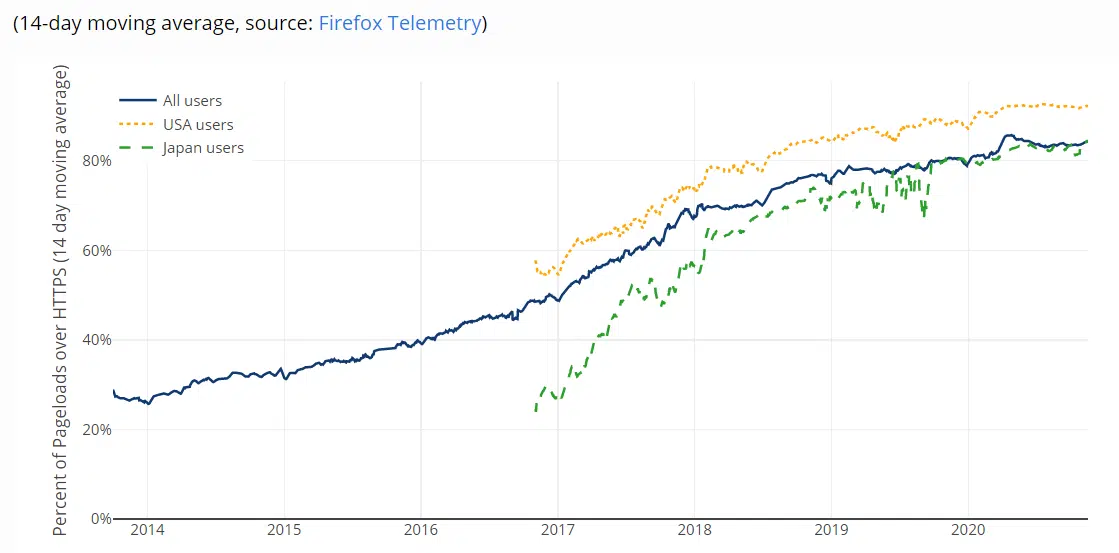 (14-day moving average, source: Firefox Telemetry)
Percent of Pageloads over HTTPS (14 day moving average)
All users
USA users
Japan users
80%
60%
40%
20%
0%
2014 2015 2016 2017 2018 2019 2020